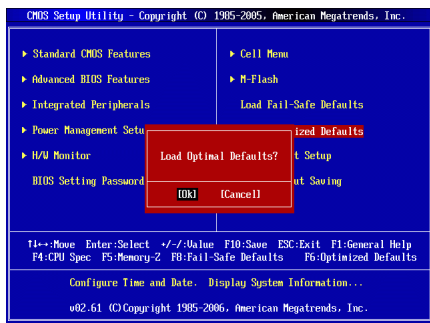 CMOS Setup Utility - Copyright (C) 1985-2005, American Megatrends, Inc.
Standard CMOS Features
Cell Menu
Advanced BIOS Features
M-Flash
Integrated Peripherals
Load Fail-Safe Defaults
Power Management Setu
ized Defaults
H/W Monitor
Load Optimal Defaults?
t Setup
BIOS Setting Password
ut Saving
[Ok] [Cancel]
↑↓←→:Move Enter:Select +/-/:Value F10:Save ESC:Exit F1:General Help
F4:CPU Spec F5:Memory-Z F8:Fail-Safe Defaults F6:Optimized Defaults
Configure Time and Date. Display System Information...
v02.61 (C)Copyright 1985-2006, American Megatrends, Inc.